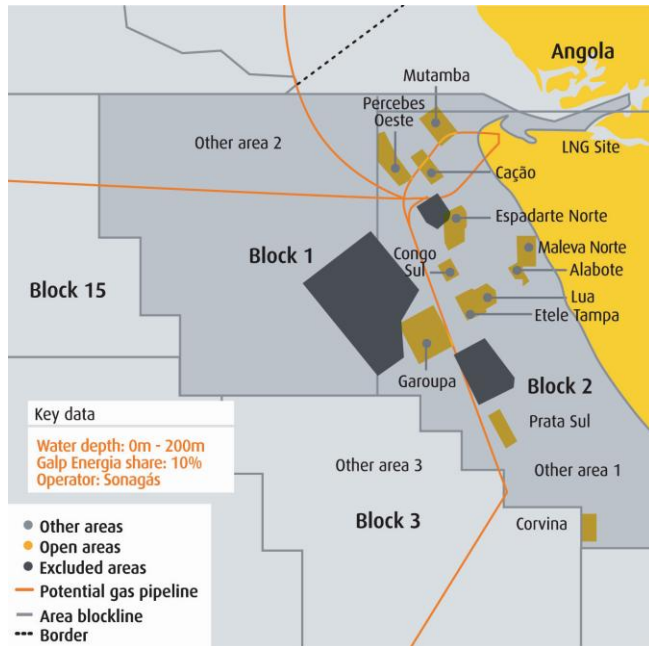 Angola
Mutamba
Percebes
Oeste
Other area 2
LNG Site
Cação
Espadarte Norte
Block 1
Congo
Sul
Maleva Norte
Alabote
Block 15
Lua
Etele Tampa
Garoupa
Block 2
Key data
Water depth: 0m - 200m
Galp Energia share: 10%
Operator: Sonagás
Prata Sul
Other area 3
Other area 1
Block 3
Corvina
Other areas
Open areas
Excluded areas
Potential gas pipeline
Area blockline
Border